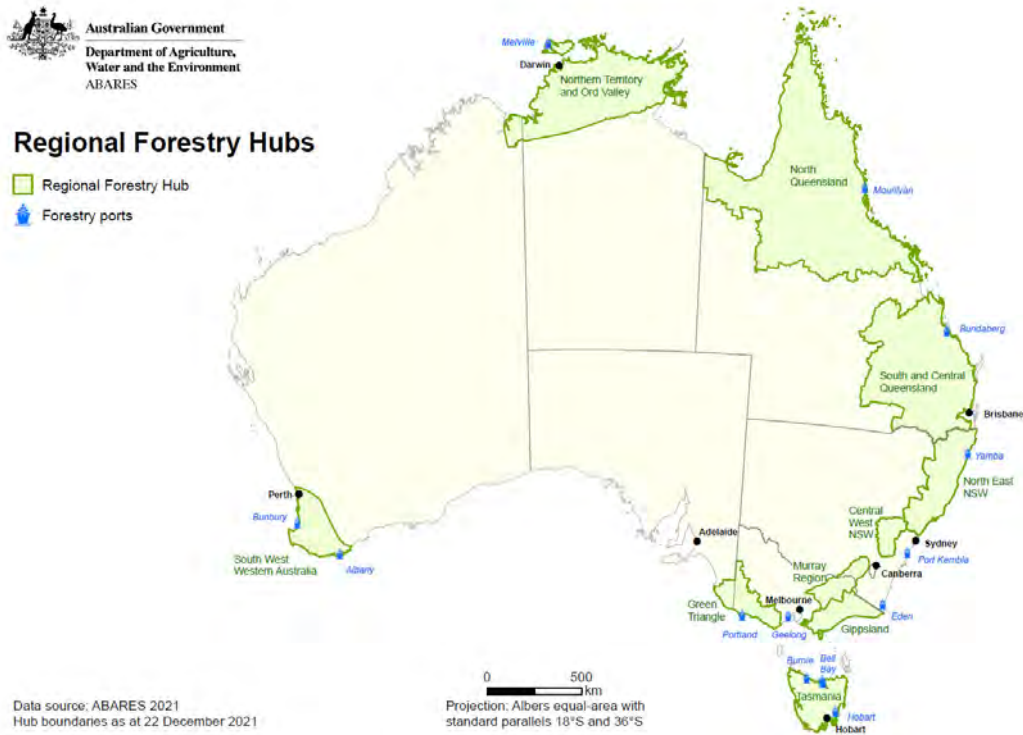 Australian Government
Department of Agriculture,
Water and the Environment
ABARES
Regional Forestry Hubs
Regional Forestry Hub
Forestry ports
Melville
Darwin
Northern Territory
and Ord Valley
North
Queensland
Mourilyan
Bundaberg
South and Central
Queensland
Brisbane
Yamba
North East
NSW
Central
West
NSW
Perth
Bunbury
South West
Western Australia
Albany
Adelaide
Sydney
Port Kembla
Murray
Region
Canberra
Melbourne
Green
Triangle
Eden
Gippsland
Portland
Geelong
Burnie
Bell
Bay
Tasmania
Hobart
Hobart
0 500
km
Projection: Albers equal-area with
standard parallels 18°S and 36°S
Data source: ABARES 2021
Hub boundaries as at 22 December 2021